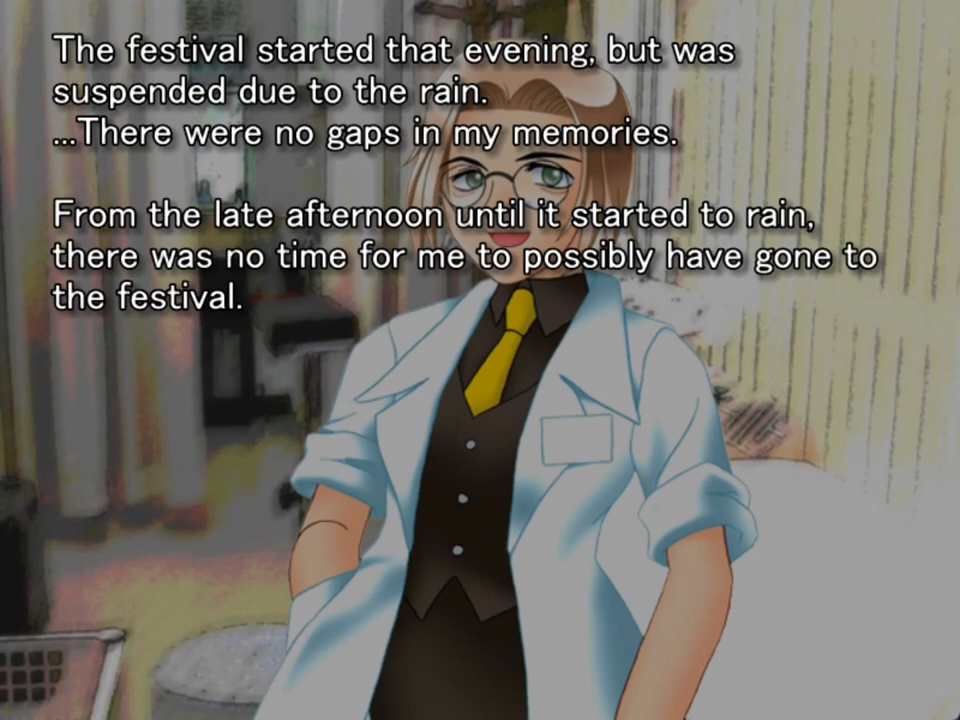 The festival started that evening, but was
suspended due to the rain.
...There were no gaps in my memories.
From the late afternoon until it started to rain,
there was no time for me to possibly have gone to
the festival.